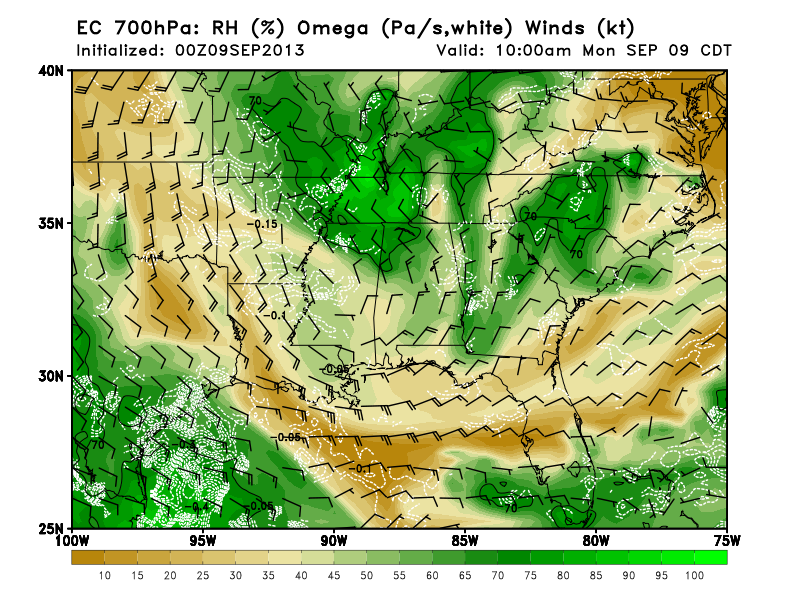 EC 700hPa: RH (%) Omega (Pa/s,white) Winds (kt)
Initialized: 00Z09SEP2013 Valid: 10:00am Mon SEP 09 CDT
40N
70
35N
-0.15
70
70
-0.1
30N
-0.05
-0.05
70
-0.1
-0.05
70
25N
100W 95W 90W 85W 80W 75W
10 15 20 25 30 35 40 45 50 55 60 65 70 75 80 85 90 95 100